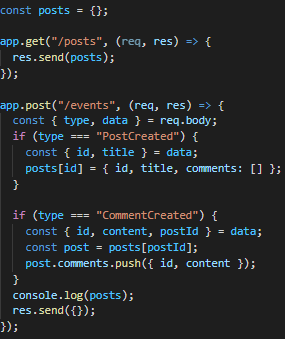 const posts = {};
app.get("/posts", (req, res) => {
  res.send(posts);
});
app.post("/events", (req, res) => {
  const { type, data } = req.body;
  if (type === "PostCreated") {
    const { id, title } = data;
    posts[id] = { id, title, comments: [] };
  }
  if (type === "CommentCreated") {
    const { id, content, postId } = data;
    const post = posts[postId];
    post.comments.push({ id, content });
  }
  console.log(posts);
  res.send({});
});